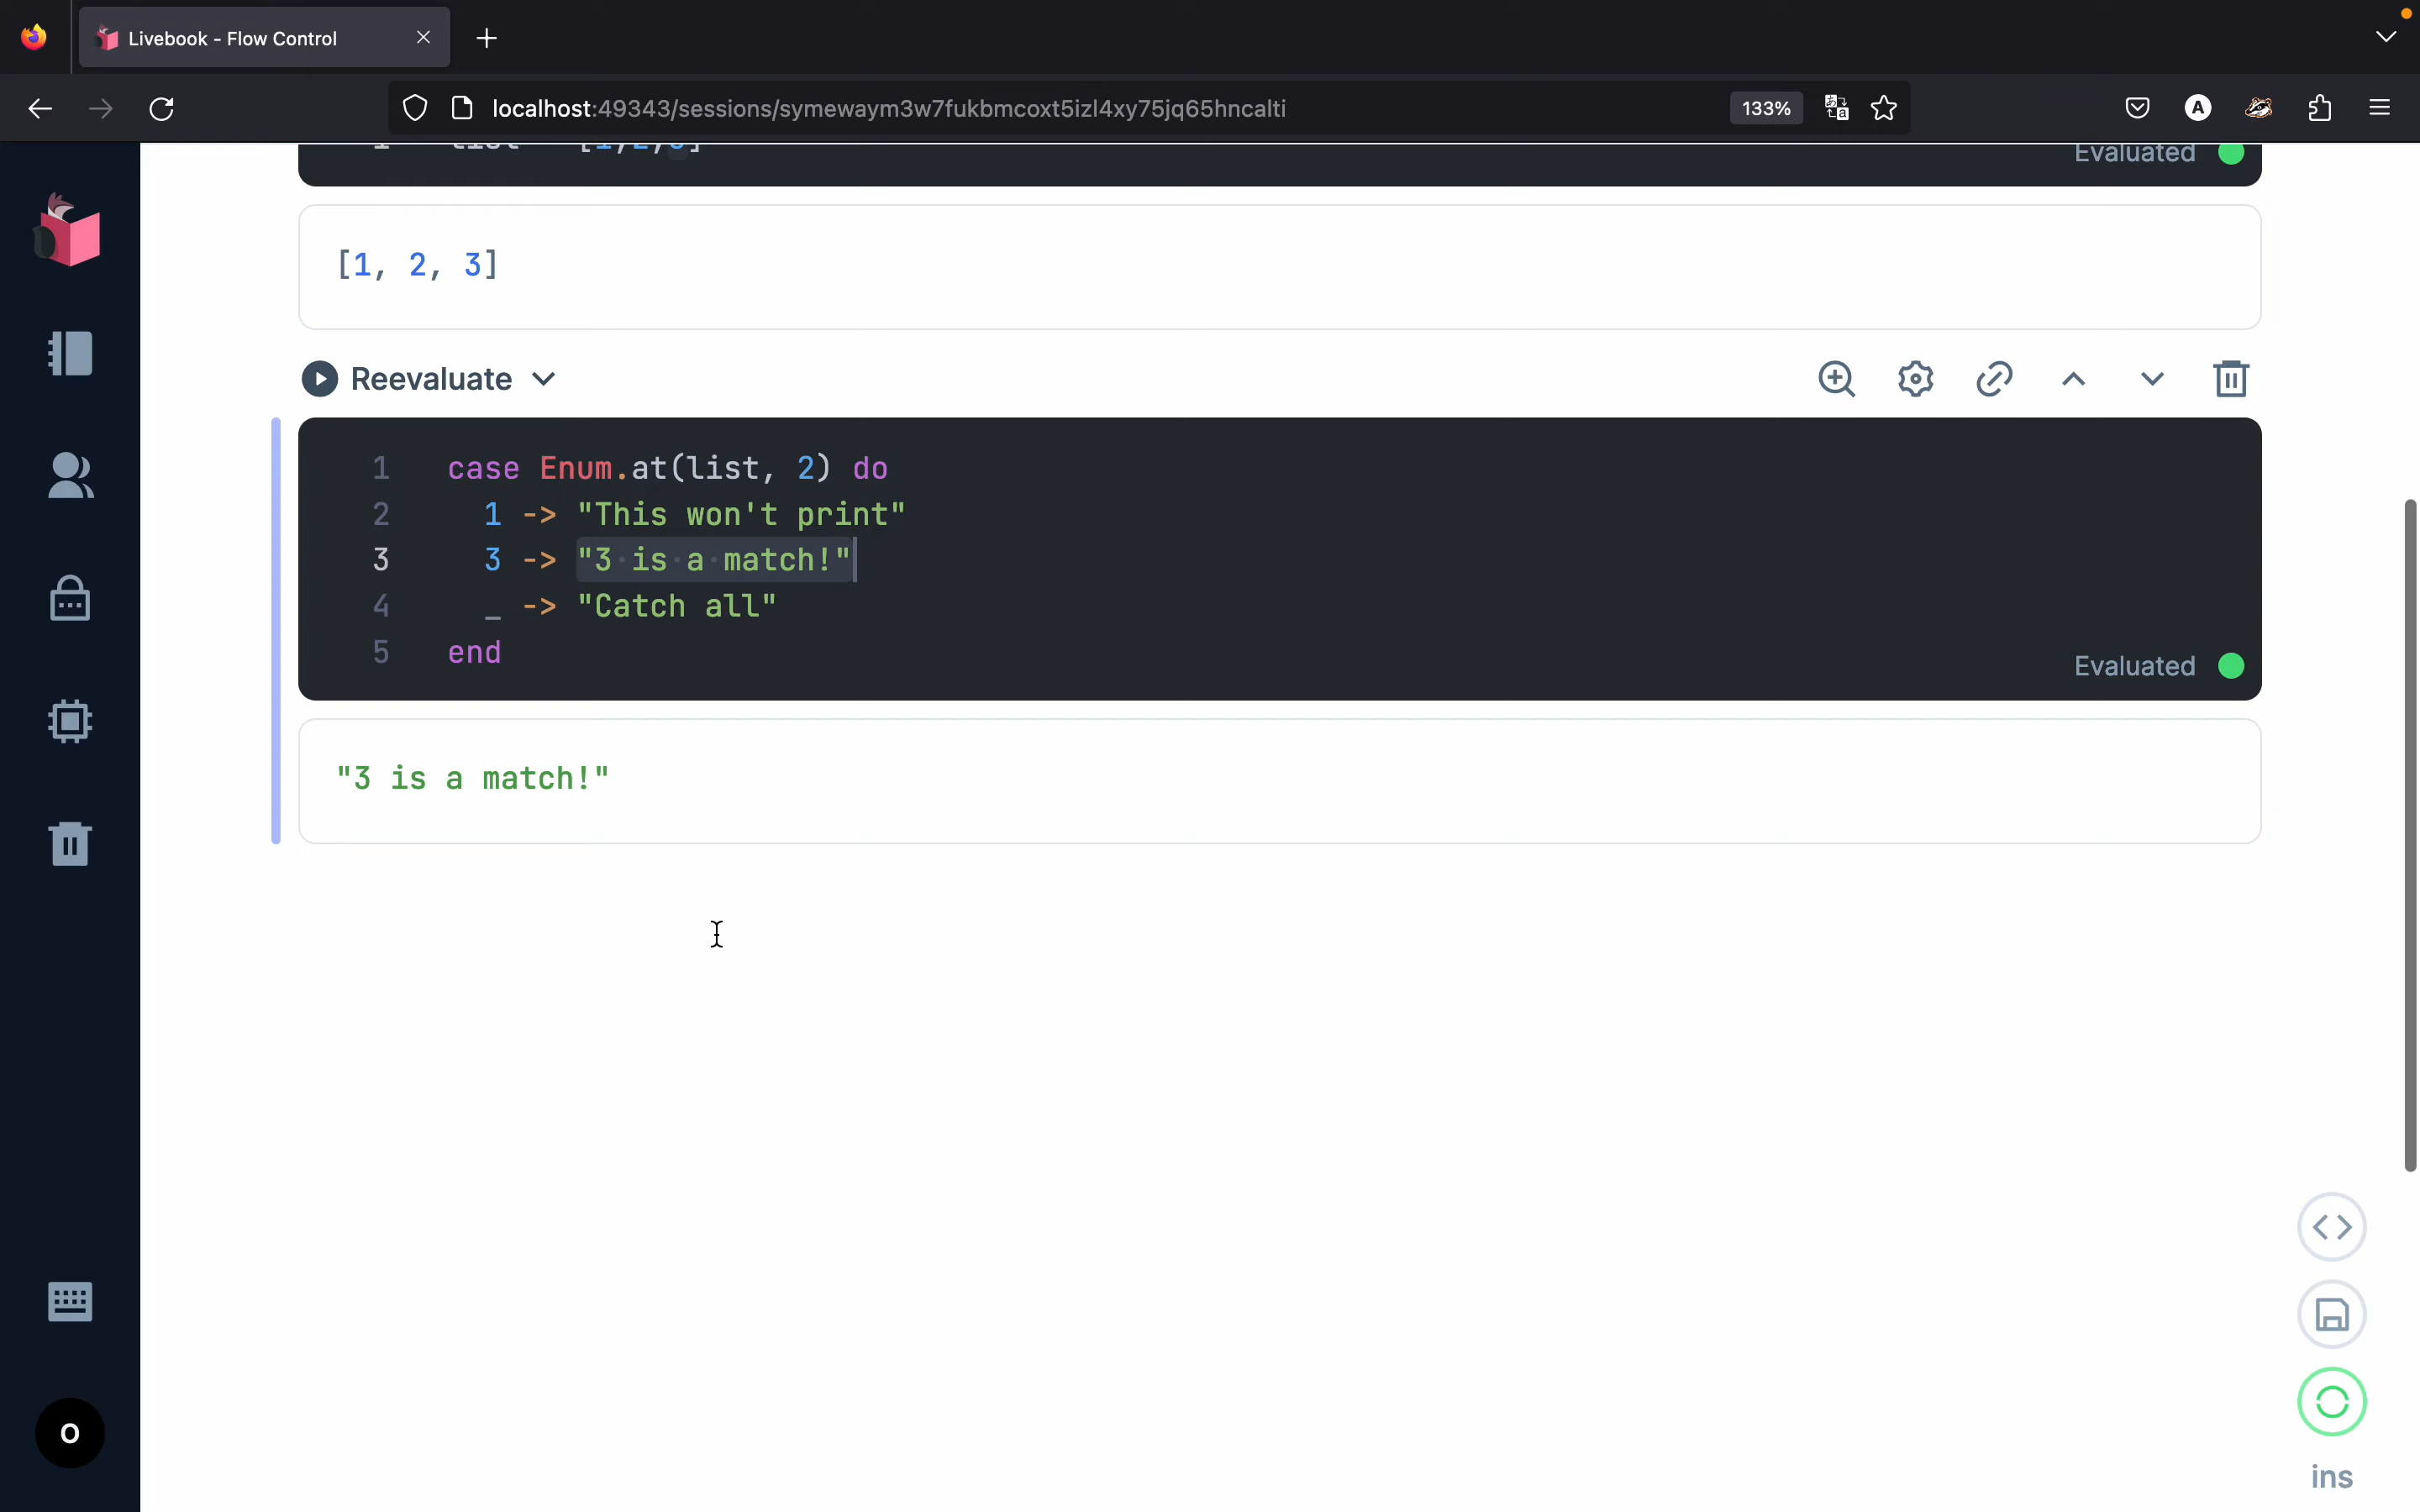 Livebook - Flow Control
localhost:49343/sessions/symewaym3w7fukbmcoxt5izl4xy75jq65hncalti
133%
A
Evaluated
[1, 2, 3]
Reevaluate
1 case Enum.at(list, 2) do
2 1 -> "This won't print"
3 3 -> "3 is a match!"
4 _ -> "Catch all"
5 end
Evaluated
"3 is a match!"
O
ins